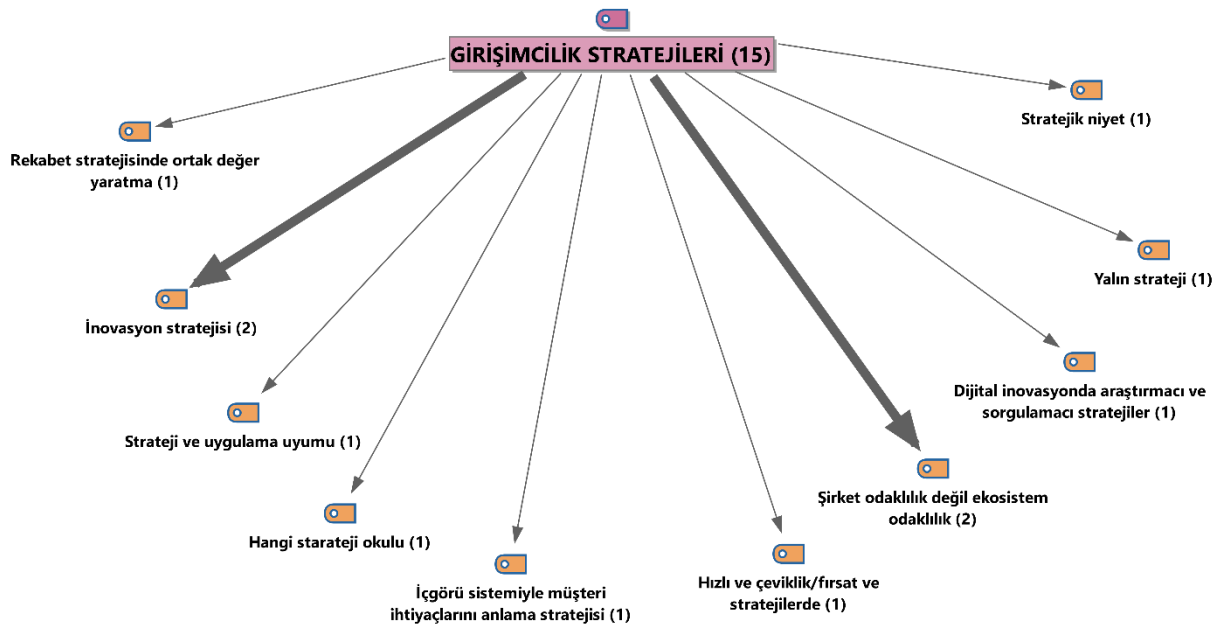 GİRİŞİMCİLİK STRATEJİLERİ (15)
Stratejik niyet (1)
Rekabet stratejisinde ortak değer
yaratma (1)
Yalın strateji (1)
İnovasyon stratejisi (2)
Dijital inovasyonda araştırmacı ve
sorgulamacı stratejiler (1)
Strateji ve uygulama uyumu (1)
Şirket odaklılık değil ekosistem
odaklılık (2)
Hangi starateji okulu (1)
Hızlı ve çeviklik/fırsat ve
stratejilerde (1)
İçgörü sistemiyle müşteri
ihtiyaçlarını anlama stratejisi (1)